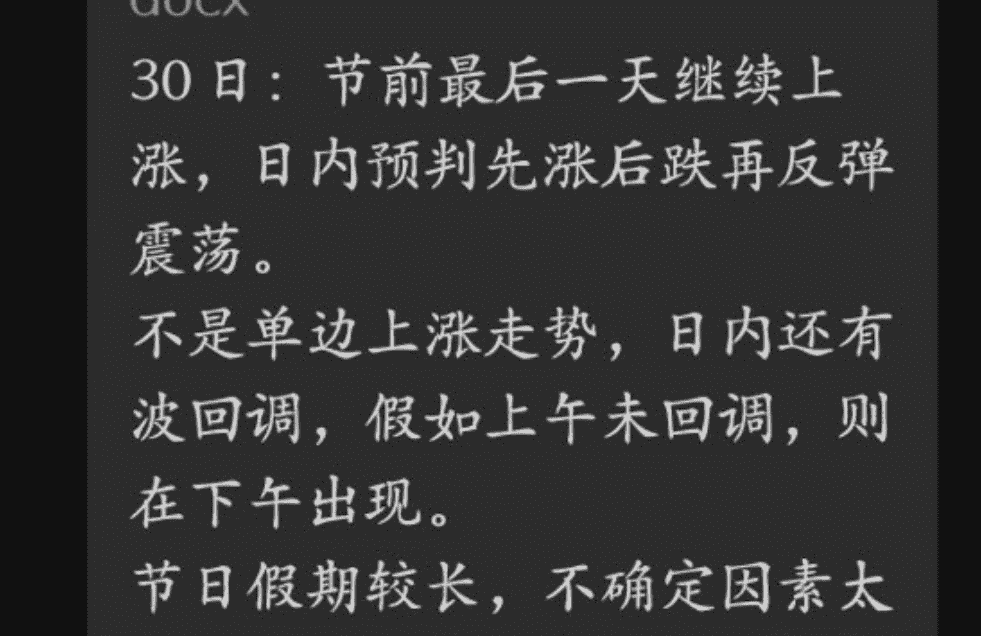 docx
30日：节前最后一天继续上
涨，日内预判先涨后跌再反弹
震荡。
不是单边上涨走势，日内还有
波回调，假如上午未回调，则
在下午出现。
节日假期较长，不确定因素太